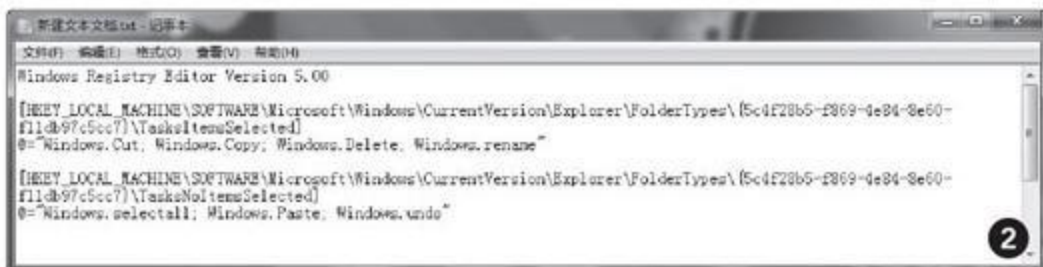 新建文本文档.txt - 记事本
文件(F) 编辑(E) 格式(O) 查看(V) 帮助(H)
Windows Registry Editor Version 5.00
[HKEY_LOCAL_MACHINE\SOFTWARE\Microsoft\Windows\CurrentVersion\Explorer\FolderTypes\{5c4f28b5-f869-4e84-8e60-
f11db97c5cc7}\TasksItemsSelected]
@="Windows.Cut; Windows.Copy; Windows.Delete; Windows.rename"
[HKEY_LOCAL_MACHINE\SOFTWARE\Microsoft\Windows\CurrentVersion\Explorer\FolderTypes\{5c4f28b5-f869-4e84-8e60-
f11db97c5cc7}\TasksNoItemsSelected]
@="Windows.selectall; Windows.Paste; Windows.undo"
2